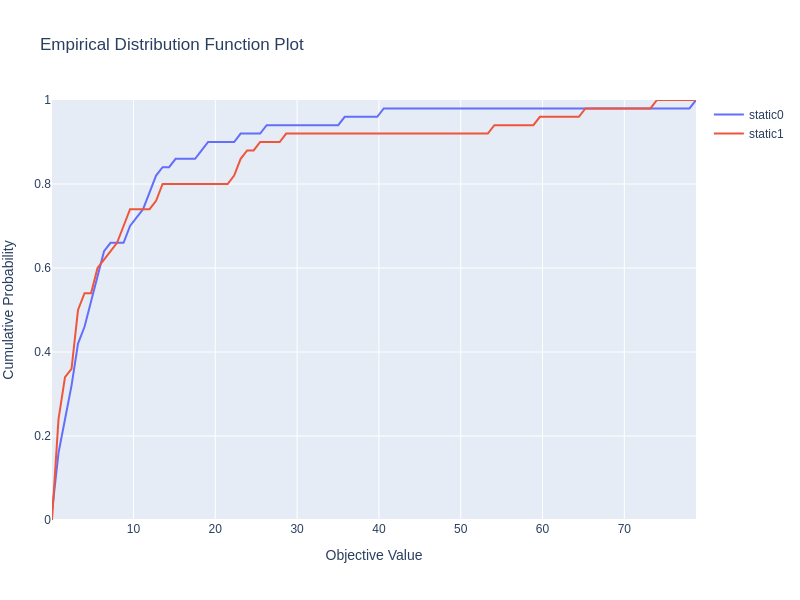 Empirical Distribution Function Plot
static0
static1
Cumulative Probability
1
0.8
0.6
0.4
0.2
0
10
20
30
40
50
60
70
Objective Value